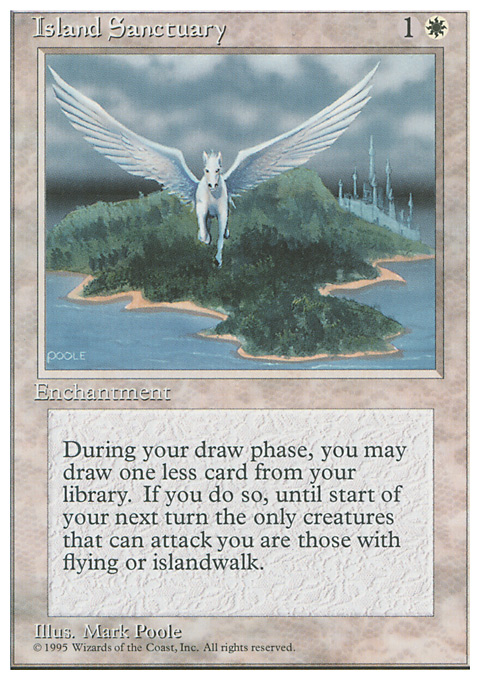 Island Sanctuary 1
POOLE
Enchantment
During your draw phase, you may
draw one less card from your
library. If you do so, until start of
your next turn the only creatures
that can attack you are those with
flying or islandwalk.
Illus. Mark Poole
© 1995 Wizards of the Coast, Inc. All rights reserved.